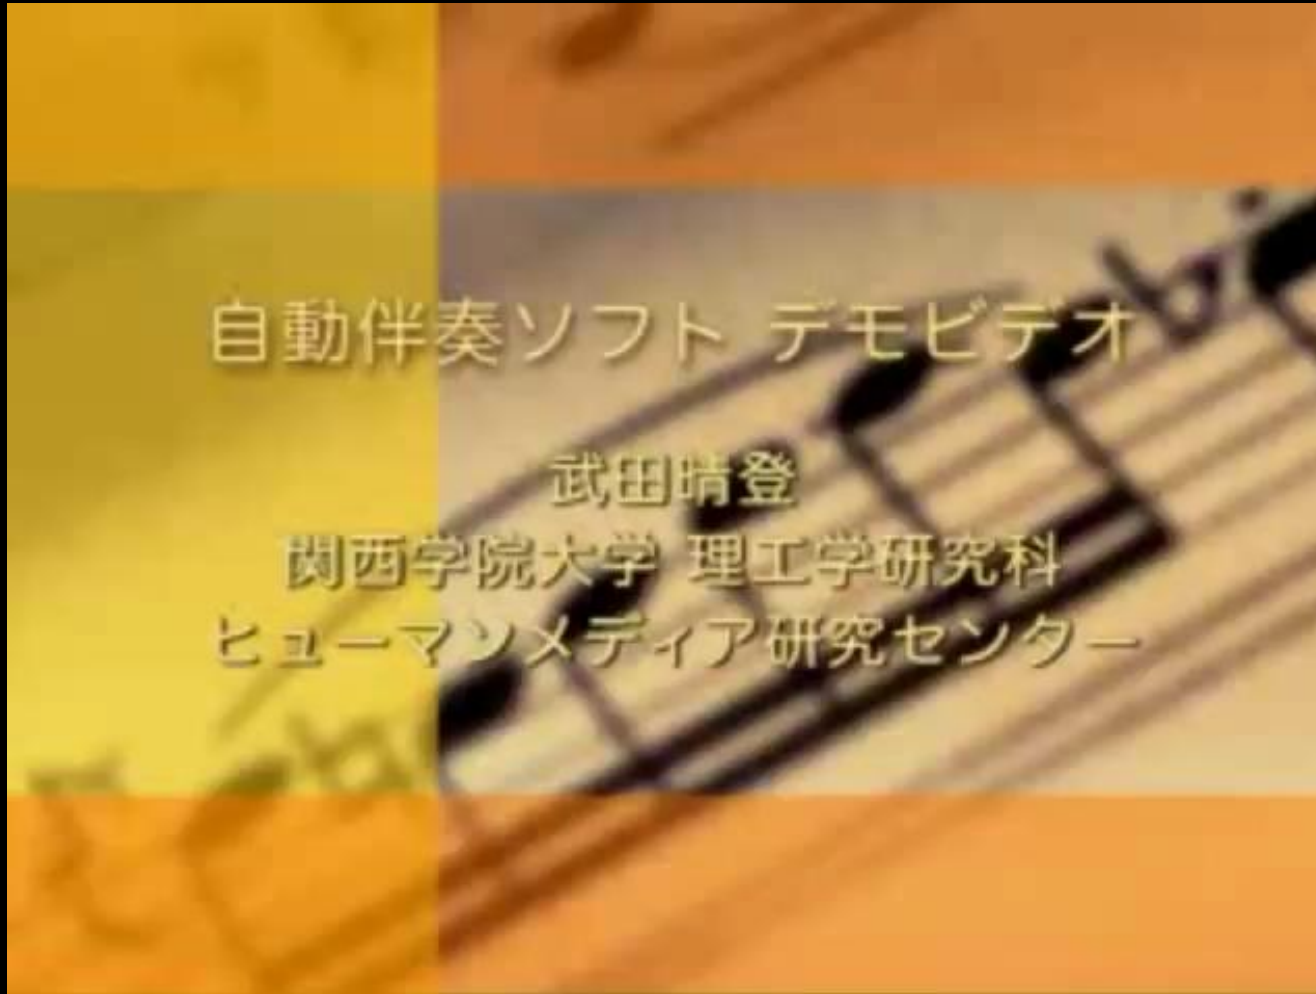 自動伴奏ソフト デモビデオ
武田晴登
関西学院大学 理工学研究科
ヒューマンメディア研究センター